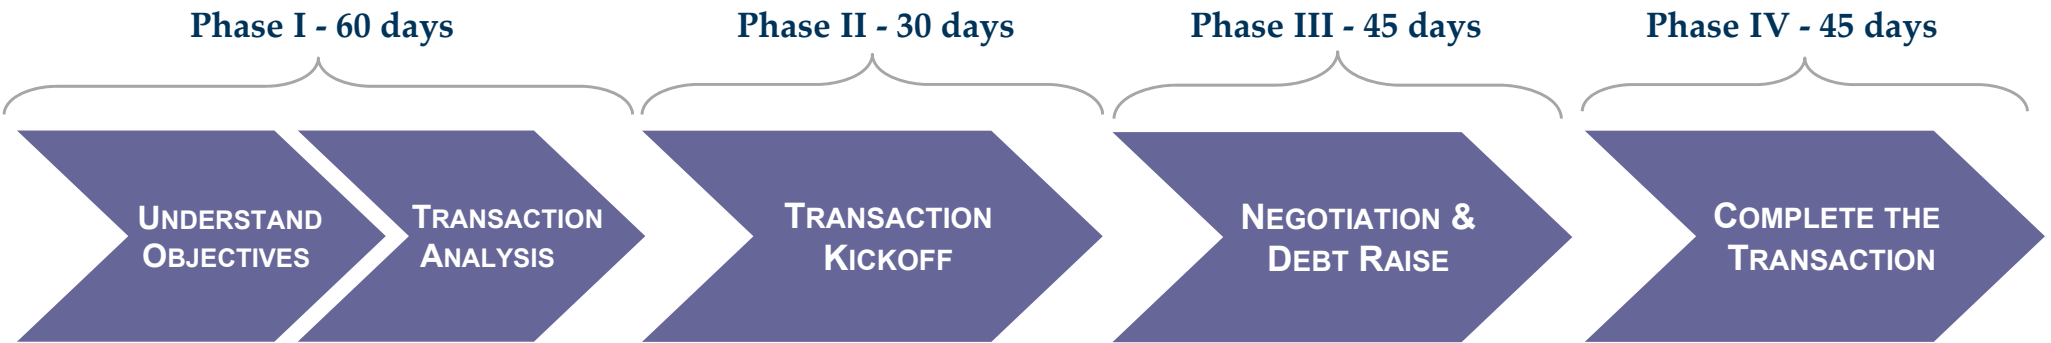 Phase I - 60 days
Phase II - 30 days
Phase III - 45 days
Phase IV - 45 days
UNDERSTAND
OBJECTIVES
TRANSACTION
ANALYSIS
TRANSACTION
KICKOFF
NEGOTIATION &
DEBT RAISE
COMPLETE THE
TRANSACTION